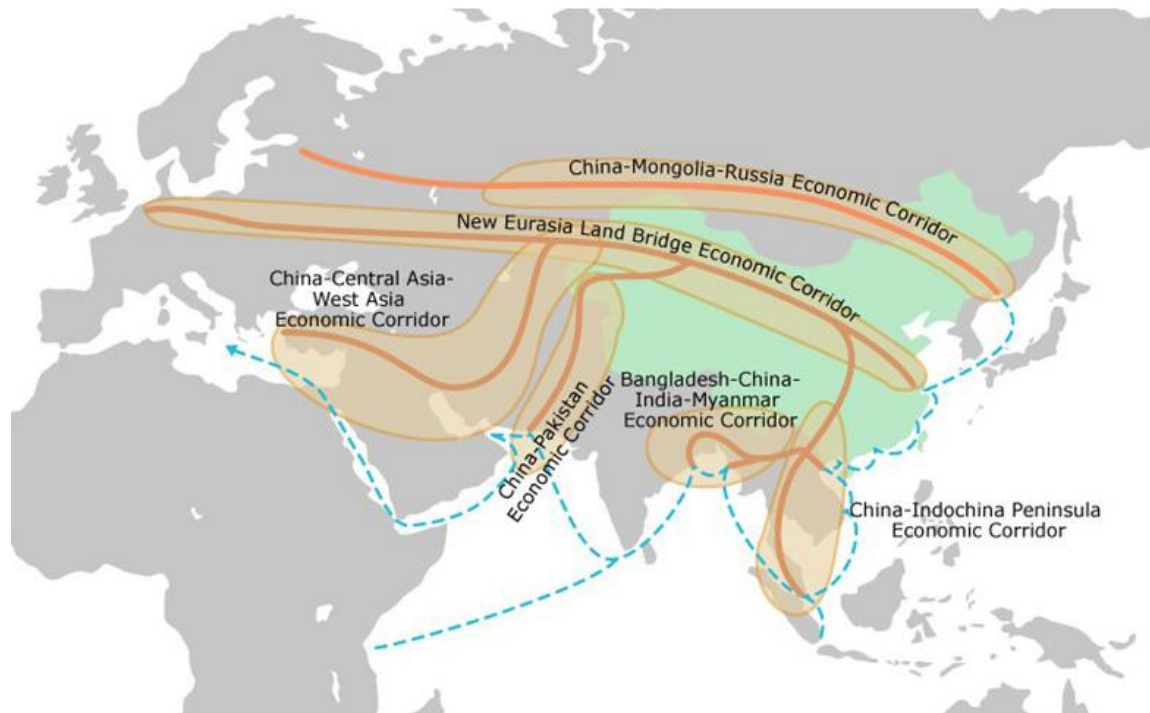 China-Mongolia-Russia Economic Corridor
New Eurasia Land Bridge Economic Corridor
China-Central Asia-
West Asia
Economic Corridor
China-Pakistan
Economic Corridor
Bangladesh-China-
India-Myanmar
Economic Corridor
China-Indochina Peninsula
Economic Corridor